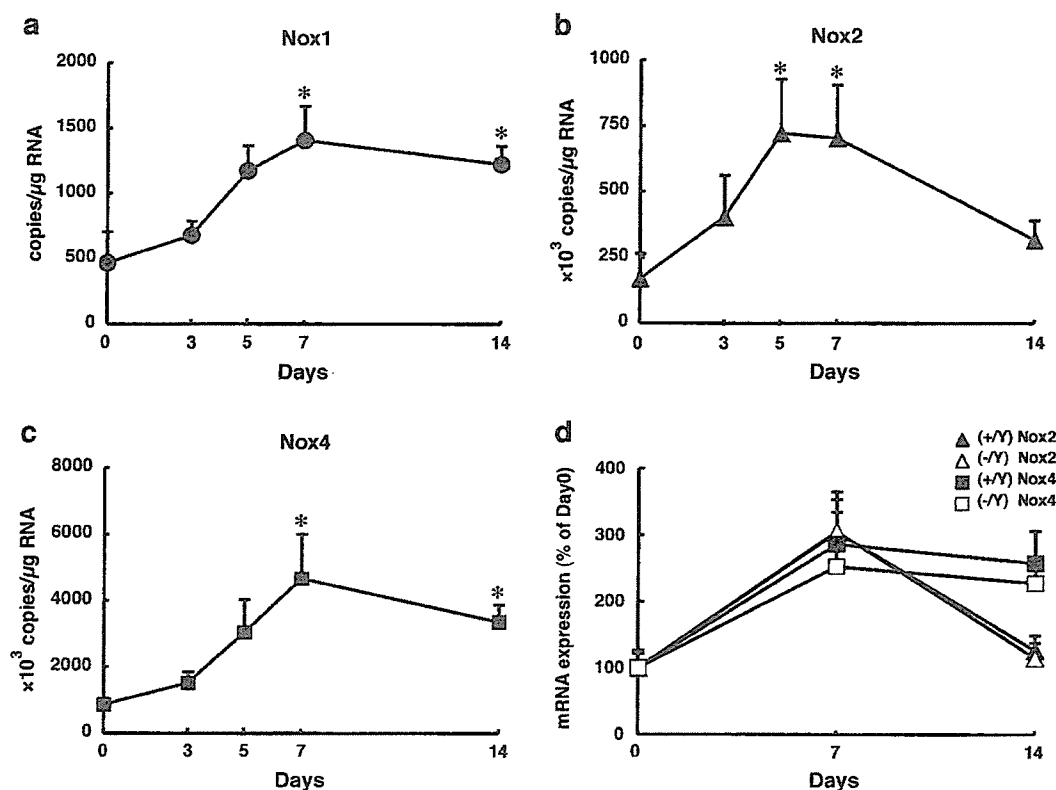 a
Nox1
copies/µg RNA
2000
1500
1000
500
0
*
*
0 3 5 7 14
Days
b
Nox2
×10³ copies/µg RNA
1000
750
500
250
0
*
*
0 3 5 7 14
Days
c
Nox4
×10³ copies/µg RNA
8000
6000
4000
2000
0
*
*
0 3 5 7 14
Days
d
(+/Y) Nox2
(-/Y) Nox2
(+/Y) Nox4
(-/Y) Nox4
mRNA expression (% of Day0)
400
300
200
100
0
0 7 14
Days